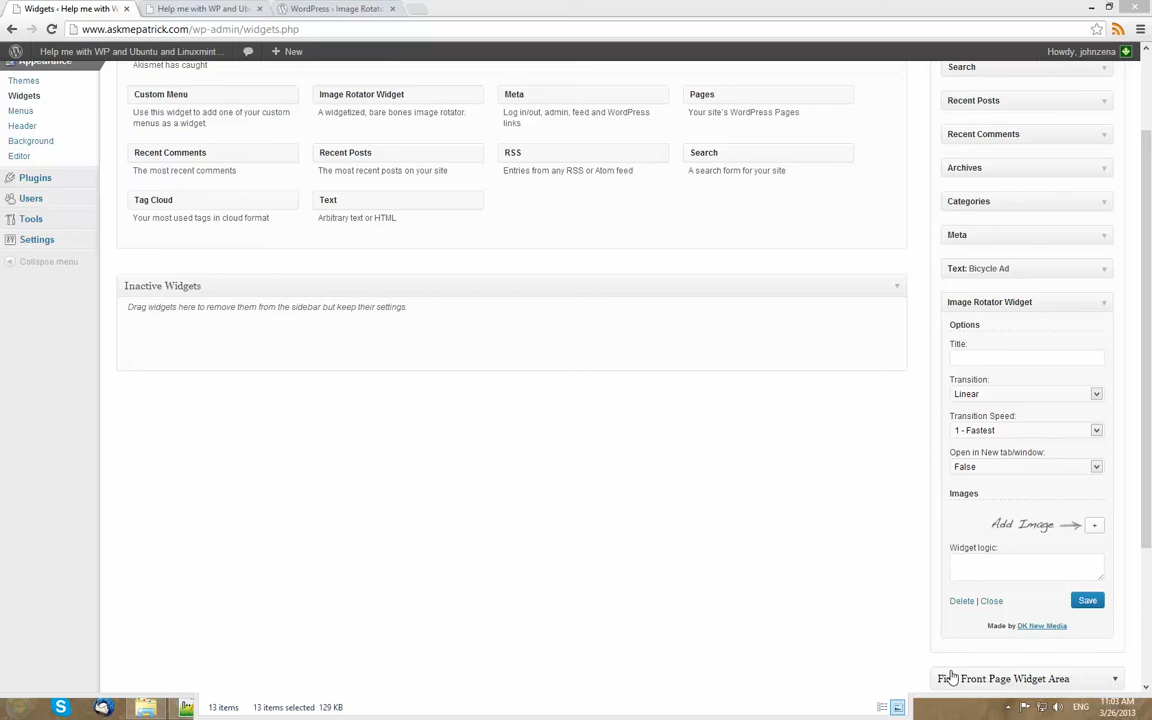 Widgets ‹ Help me with W
Help me with WP and Ubu
WordPress › Image Rotato
www.askmepatrick.com/wp-admin/widgets.php
Help me with WP and Ubuntu and Linuxmint...
+ New
Howdy, johnzena
Appearance
Themes
Widgets
Menus
Header
Background
Editor
Plugins
Users
Tools
Settings
Collapse menu
Akismet has caught
Custom Menu
Use this widget to add one of your custom
menus as a widget.
Image Rotator Widget
A widgetized, bare bones image rotator.
Meta
Log in/out, admin, feed and WordPress
links
Pages
Your site's WordPress Pages
Recent Comments
The most recent comments
Recent Posts
The most recent posts on your site
RSS
Entries from any RSS or Atom feed
Search
A search form for your site
Tag Cloud
Your most used tags in cloud format
Text
Arbitrary text or HTML
Inactive Widgets
Drag widgets here to remove them from the sidebar but keep their settings.
Search
Recent Posts
Recent Comments
Archives
Categories
Meta
Text: Bicycle Ad
Image Rotator Widget
Options
Title:
Transition:
Linear
Transition Speed:
1 - Fastest
Open in New tab/window:
False
Images
Add Image
+
Widget logic:
Delete | Close
Save
Made by DK New Media
Front Page Widget Area
13 items
13 items selected 129 KB
ENG
11:03 AM
3/26/2013